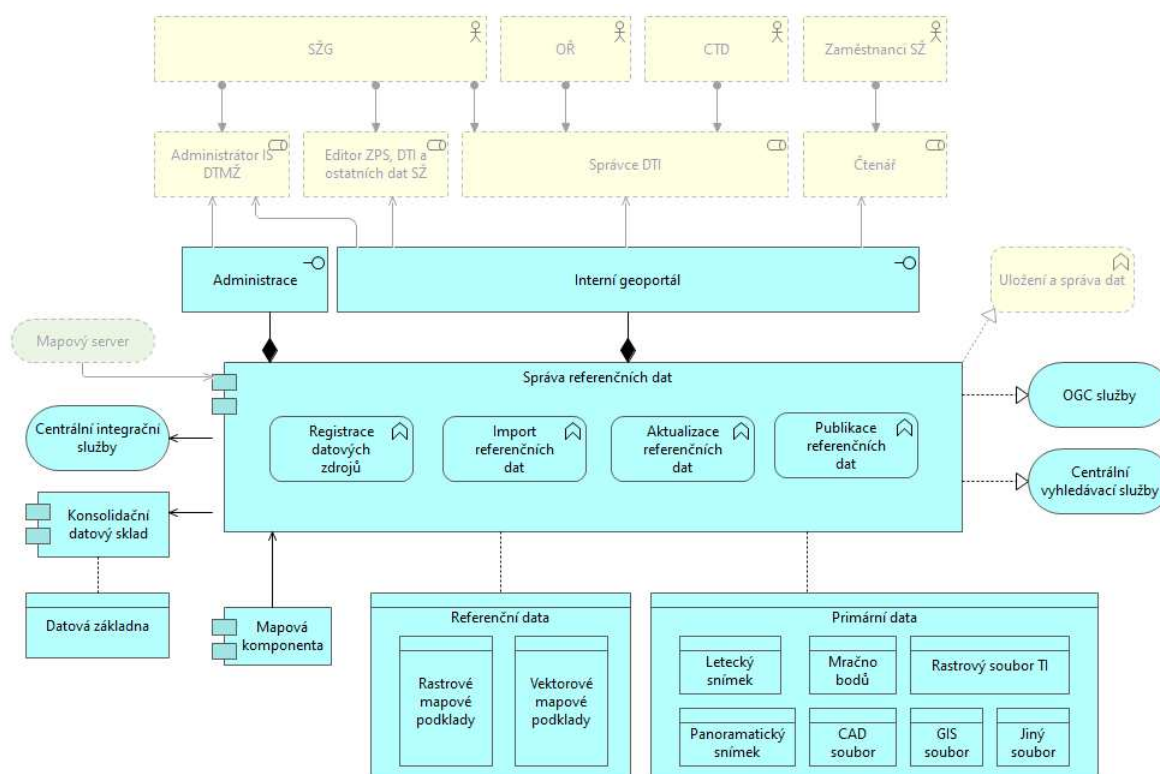 SŽG
OŘ
CTD
Zaměstnanci SŽ
Administrátor IS
DTMŽ
Editor ZPS, DTI a
ostatních dat SŽ
Správce DTI
Čtenář
Administrace
Interní geoportál
Uložení a správa dat
Mapový server
Správa referenčních dat
OGC služby
Centrální integrační
služby
Registrace
datových
zdrojů
Import
referenčních
dat
Aktualizace
referenčních
dat
Publikace
referenčních
dat
Centrální
vyhledávací služby
Konsolidační
datový sklad
Datová základna
Mapová
komponenta
Referenční data
Rastrové
mapové
podklady
Vektorové
mapové
podklady
Primární data
Letecký
snímek
Mračno
bodů
Rastrový soubor TI
Panoramatický
snímek
CAD
soubor
GIS
soubor
Jiný
soubor